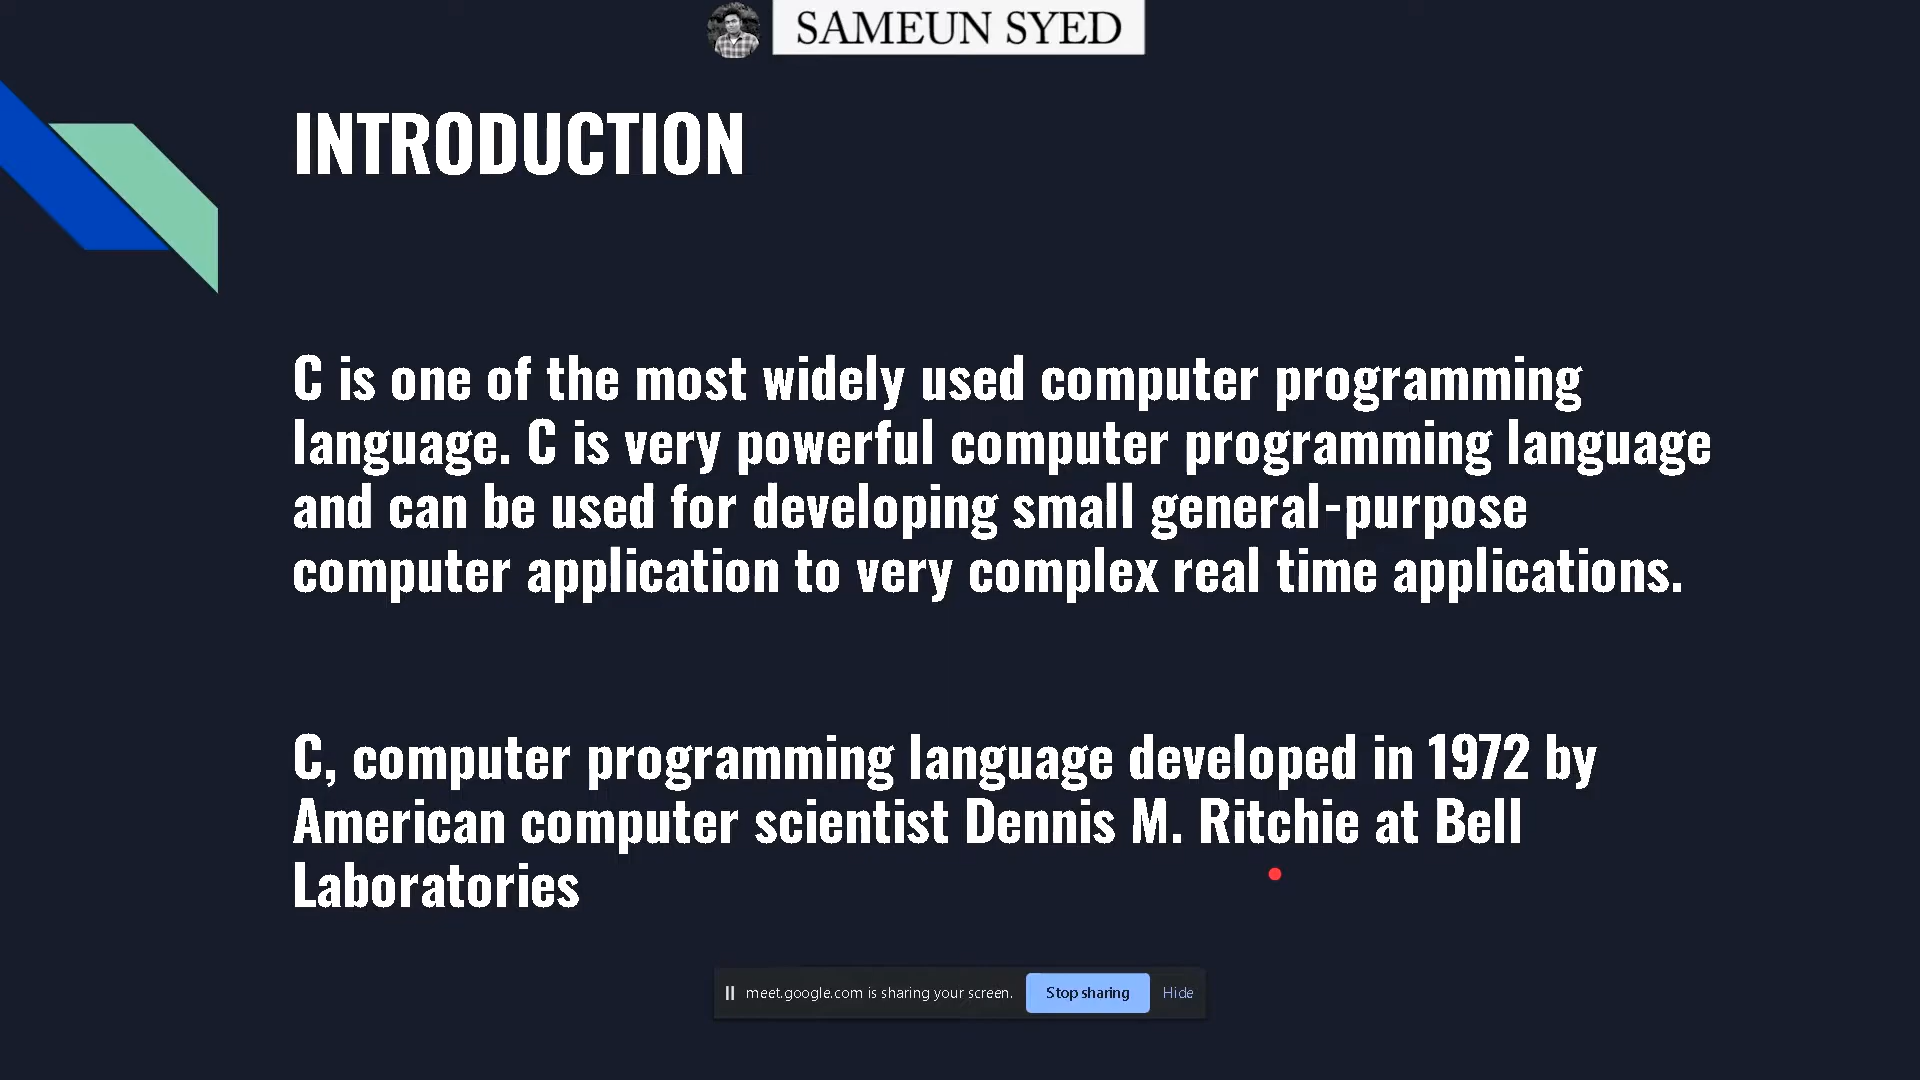 SAMEUN SYED
INTRODUCTION
C is one of the most widely used computer programming
language. C is very powerful computer programming language
and can be used for developing small general-purpose
computer application to very complex real time applications.
C, computer programming language developed in 1972 by
American computer scientist Dennis M. Ritchie at Bell
Laboratories
meet.google.com is sharing your screen. Stop sharing Hide